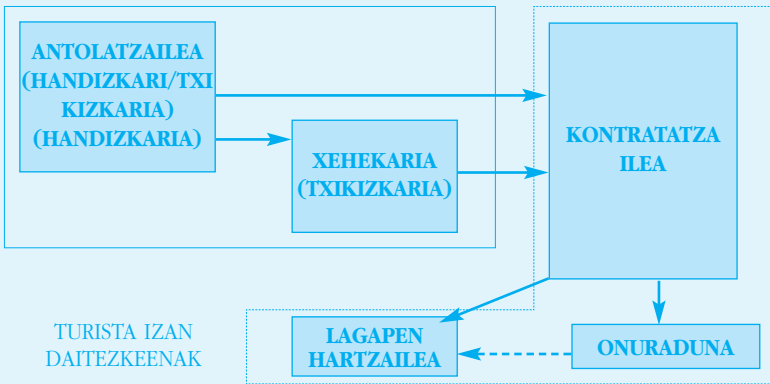 ANTOLATZAILEA
(HANDIZKARI/TXI
KIZKARIA)
(HANDIZKARIA)
XEHEKARIA
(TXIKIZKARIA)
KONTRATATZA
ILEA
TURISTA IZAN
DAITEZKEENAK
LAGAPEN
HARTZAILEA
ONURADUNA